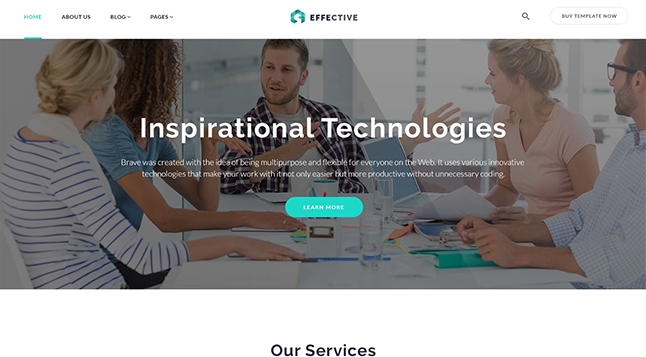 HOME
ABOUT US
BLOG
PAGES
EFFECTIVE
BUY TEMPLATE NOW
Inspirational Technologies
Brave was created with the idea of being multipurpose and flexible for everyone on the Web. It uses various innovative
technologies that make your work with it not only easier but more productive without unnecessary coding.
LEARN MORE
Our Services